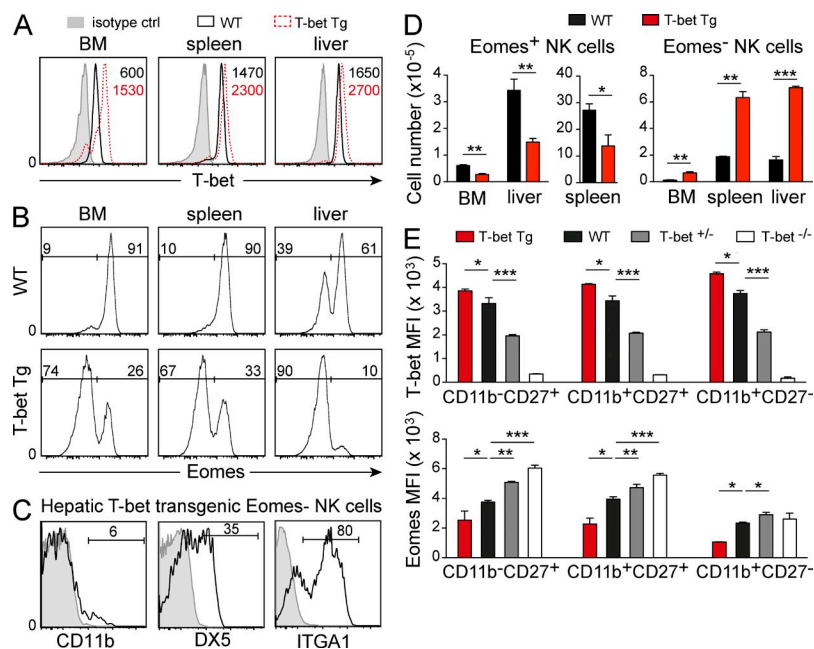 A
isotype ctrl WT T-bet Tg
BM spleen liver
600 1470 1650
1530 2300 2700
0
T-bet
B
BM spleen liver
WT
9 91 10 90 39 61
0
T-bet Tg
74 26 67 33 90 10
0
Eomes
C Hepatic T-bet transgenic Eomes- NK cells
6 35 80
0
CD11b DX5 ITGA1
D
WT T-bet Tg
Eomes+ NK cells Eomes- NK cells
Cell number (x10-5)
4
3
2
1
0
** **
BM liver
40
30
20
10
0
*
spleen
8
6
4
2
0
** ** ***
BM spleen liver
E
T-bet Tg WT T-bet +/- T-bet -/-
T-bet MFI (x 103)
5
4
3
2
1
0
* *** * *** * ***
CD11b-CD27+ CD11b+CD27+ CD11b+CD27-
Eomes MFI (x 103)
8
6
4
2
0
*** ***
* ** * ** * *
CD11b-CD27+ CD11b+CD27+ CD11b+CD27-